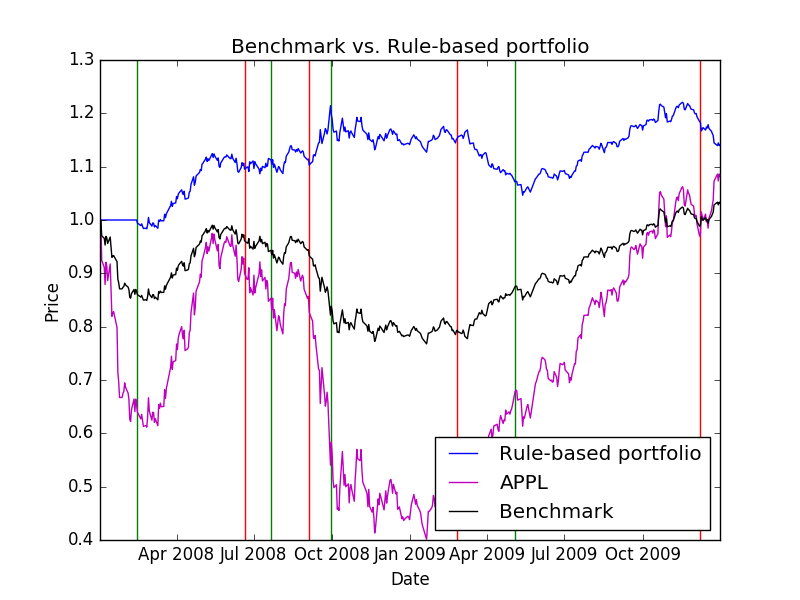 Benchmark vs. Rule-based portfolio
1.3
1.2
1.1
1.0
0.9
0.8
0.7
0.6
0.5
0.4
Price
Rule-based portfolio
APPL
Benchmark
Apr 2008 Jul 2008 Oct 2008 Jan 2009 Apr 2009 Jul 2009 Oct 2009
Date